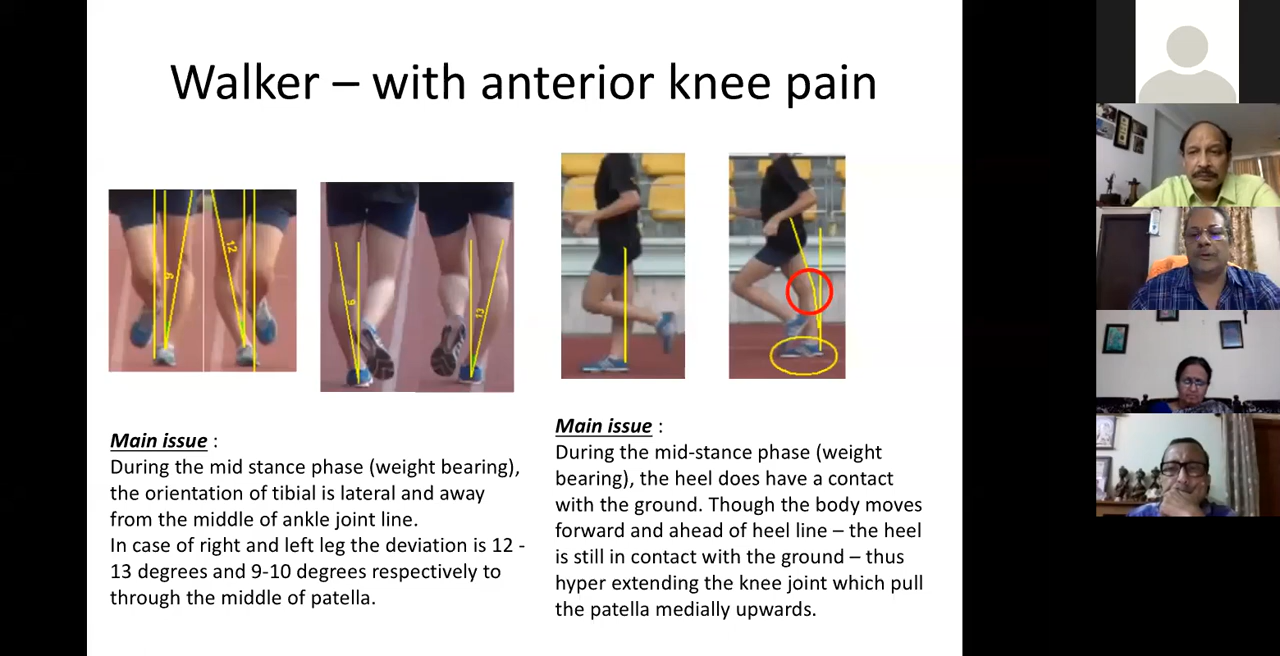 Walker – with anterior knee pain
9
12
9
13
Main issue :
During the mid stance phase (weight bearing),
the orientation of tibial is lateral and away
from the middle of ankle joint line.
In case of right and left leg the deviation is 12 -
13 degrees and 9-10 degrees respectively to
through the middle of patella.
Main issue :
During the mid-stance phase (weight
bearing), the heel does have a contact
with the ground. Though the body moves
forward and ahead of heel line – the heel
is still in contact with the ground – thus
hyper extending the knee joint which pull
the patella medially upwards.